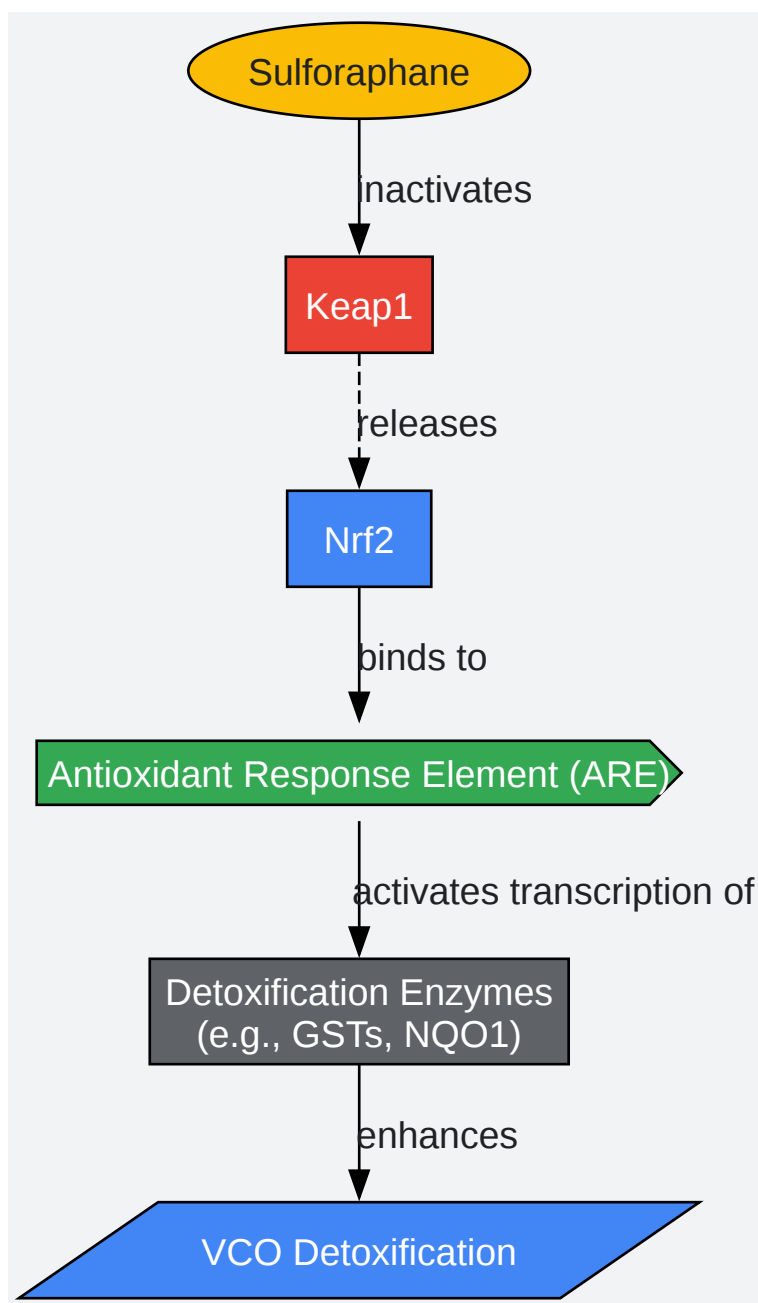 Sulforaphane
inactivates
Keap1
releases
Nrf2
binds to
Antioxidant Response Element (ARE)
activates transcription of
Detoxification Enzymes
(e.g., GSTs, NQO1)
enhances
VCO Detoxification